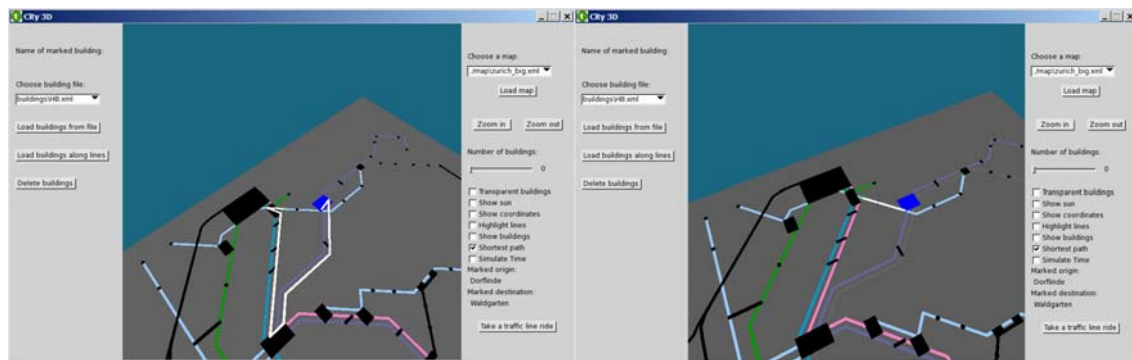 City 3D
Name of marked building:
Choose building file:
buildings\HB.xml
Load buildings from file
Load buildings along lines
Delete buildings
Choose a map:
./map\zurich_big.xml
Load map
Zoom in Zoom out
Number of buildings:
0
Transparent buildings
Show sun
Show coordinates
Highlight lines
Show buildings
Shortest path
Simulate Time
Marked origin:
Dorflinde
Marked destination:
Waldgarten
Take a traffic line ride
City 3D
Name of marked building:
Choose building file:
buildings\HB.xml
Load buildings from file
Load buildings along lines
Delete buildings
Choose a map:
./map\zurich_big.xml
Load map
Zoom in Zoom out
Number of buildings:
0
Transparent buildings
Show sun
Show coordinates
Highlight lines
Show buildings
Shortest path
Simulate Time
Marked origin:
Dorflinde
Marked destination:
Waldgarten
Take a traffic line ride